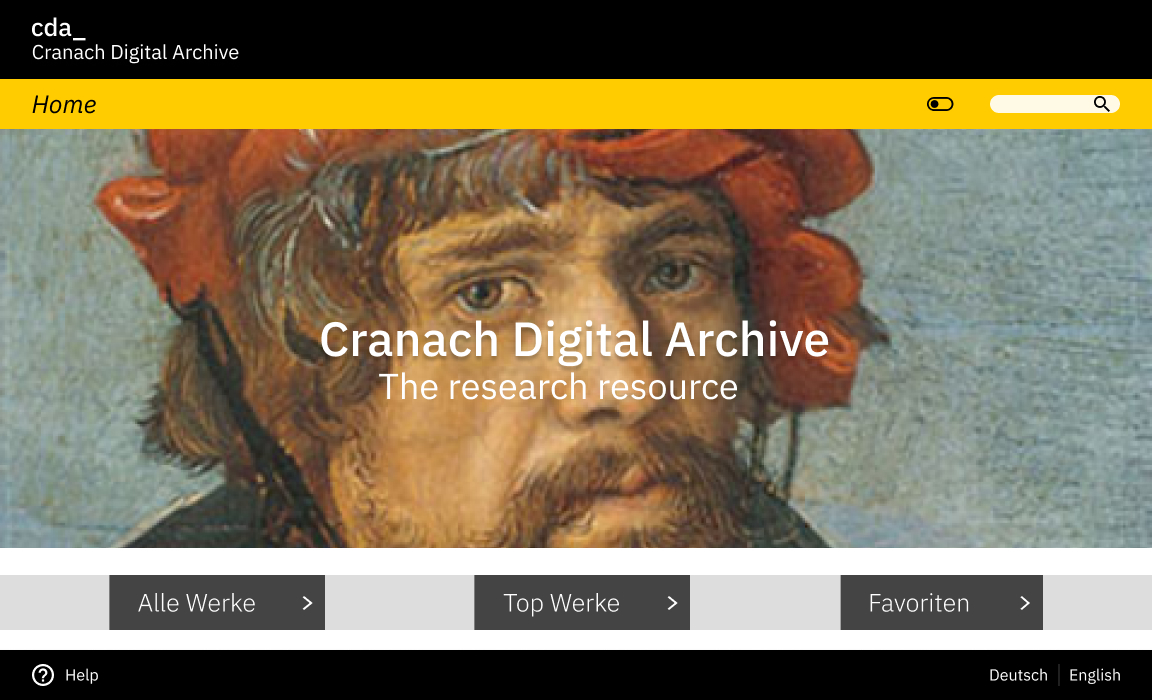 cda_
Cranach Digital Archive
Home
Cranach Digital Archive
The research resource
Alle Werke
Top Werke
Favoriten
Help
Deutsch
English